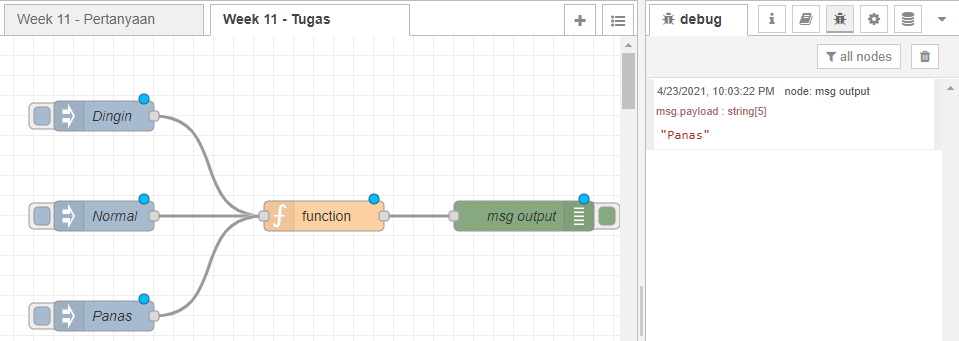 Week 11 - Pertanyaan
Week 11 - Tugas
debug
all nodes
4/23/2021, 10:03:22 PM node: msg output
msg.payload : string[5]
"Panas"
Dingin
Normal
function
msg output
Panas